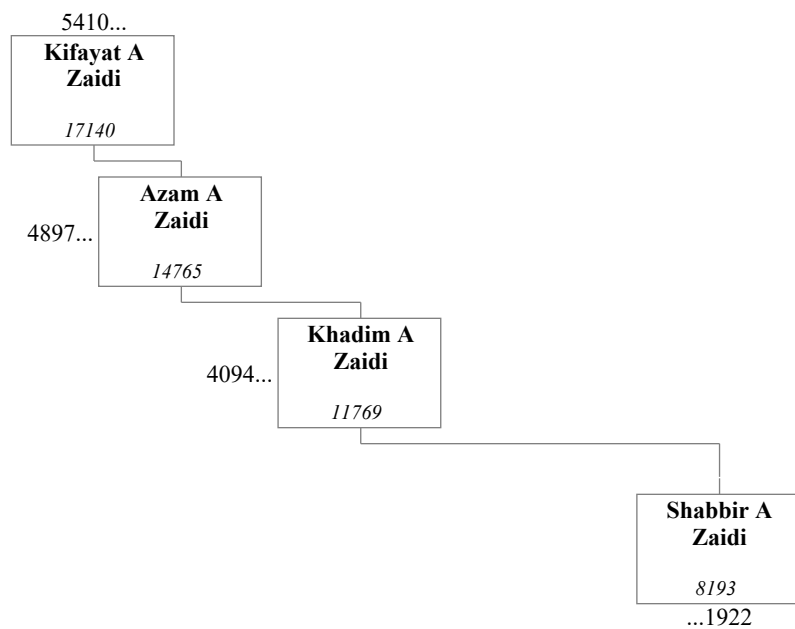 5410...
Kifayat A
Zaidi
17140
Azam A
Zaidi
4897...
14765
Khadim A
Zaidi
4094...
11769
Shabbir A
Zaidi
8193
...1922